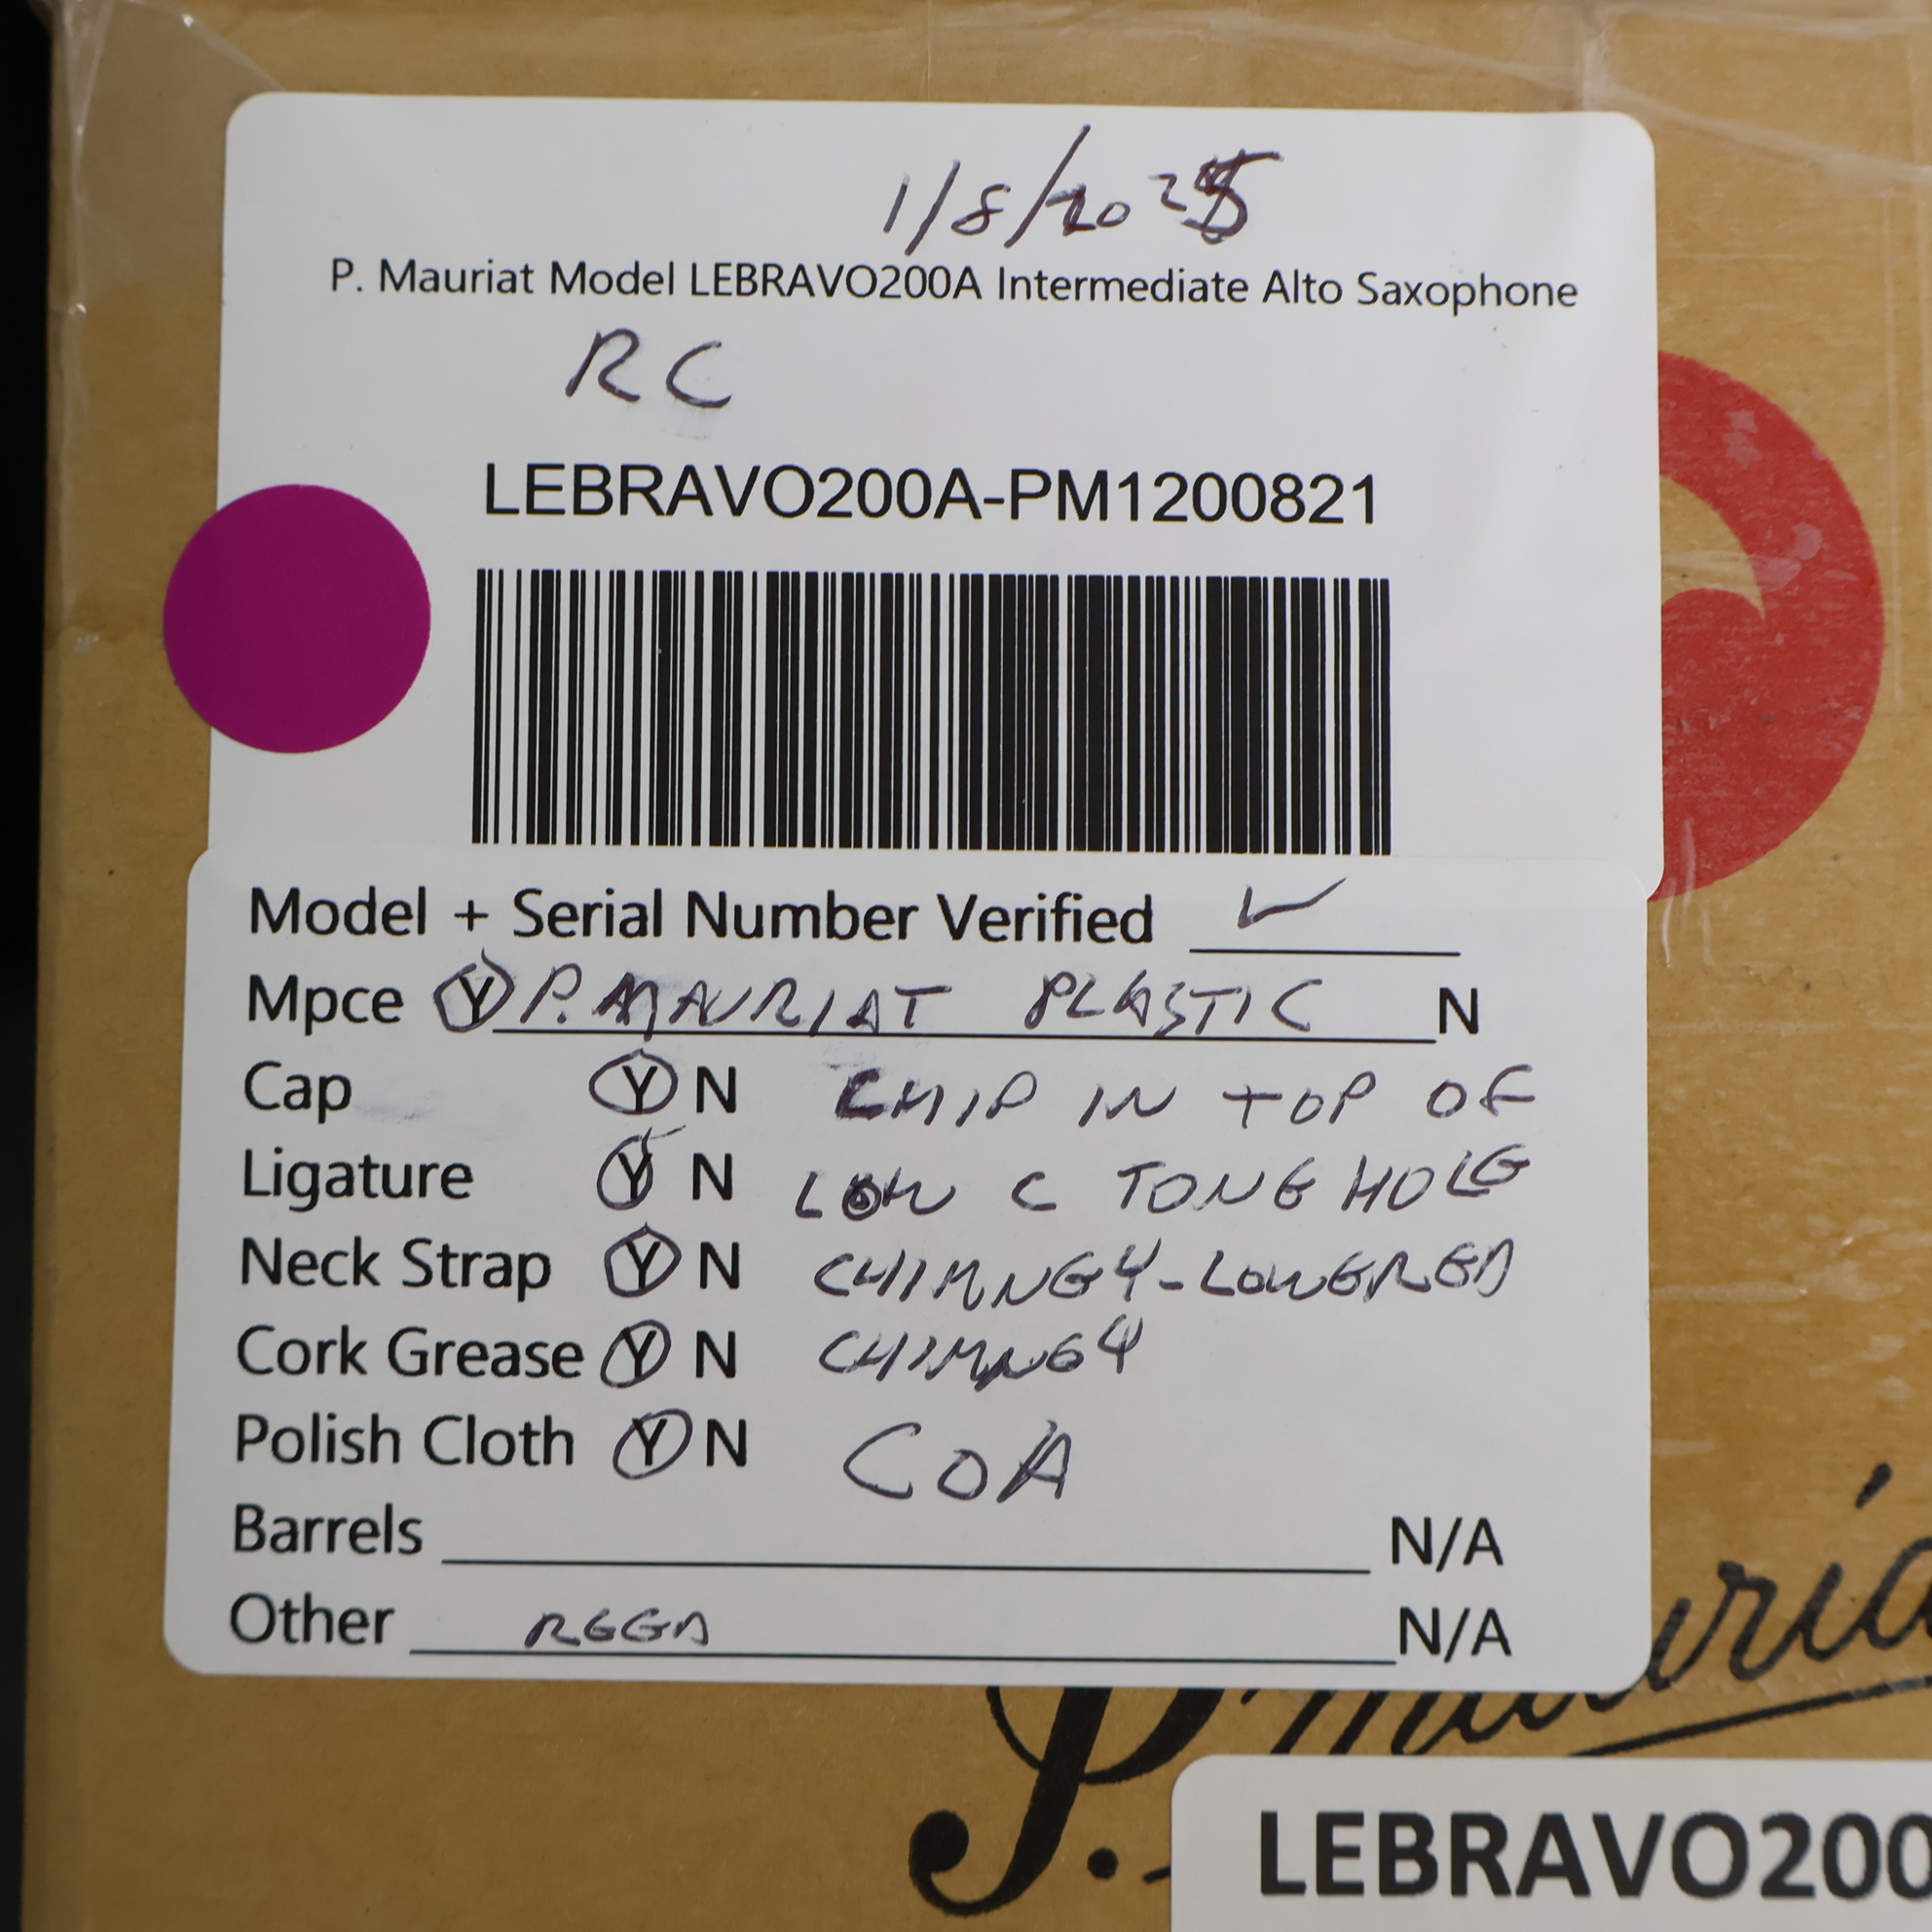 1/8/2025
P. Mauriat Model LEBRAVO200A Intermediate Alto Saxophone
RC
LEBRAVO200A-PM1200821
Model + Serial Number Verified ✓
Mpce Y P. MAURIAT PLASTIC N
Cap Y N CHIP IN TOP OF
Ligature Y N LOW C TONE HOLE
Neck Strap Y N CHIMNEY-LOWERED
Cork Grease Y N CHIMNEY
Polish Cloth Y N COA
Barrels N/A
Other REED N/A
P. Mauria
LEBRAVO200